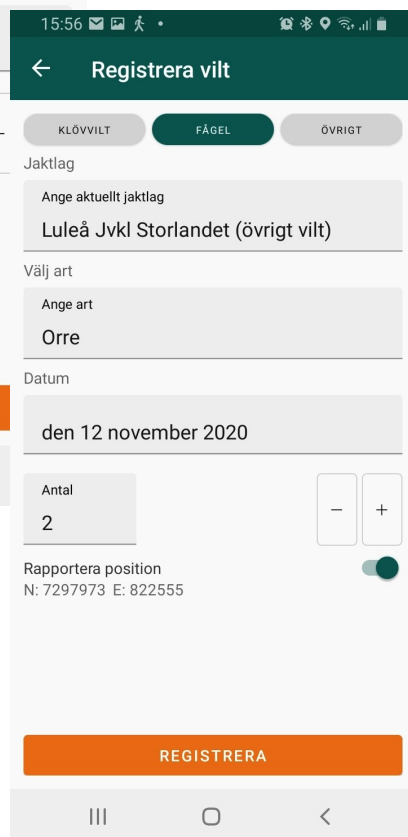 15:56
Registrera vilt
KLÖVVILT FÅGEL ÖVRIGT
Jaktlag
Ange aktuellt jaktlag
Luleå Jvkl Storlandet (övrigt vilt)
Välj art
Ange art
Orre
Datum
den 12 november 2020
Antal
2
− +
Rapportera position
N: 7297973 E: 822555
REGISTRERA